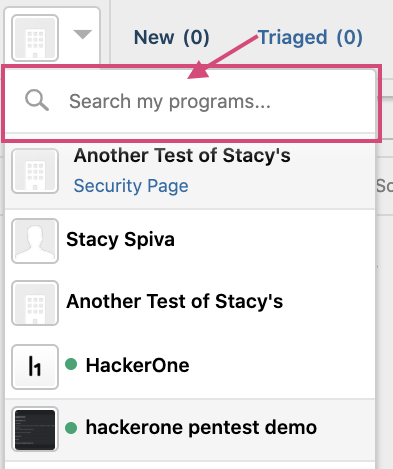 New (0) Triaged (0)
Search my programs...
Another Test of Stacy's
Security Page
Sc
Stacy Spiva
Another Test of Stacy's
h1 HackerOne
hackerone pentest demo